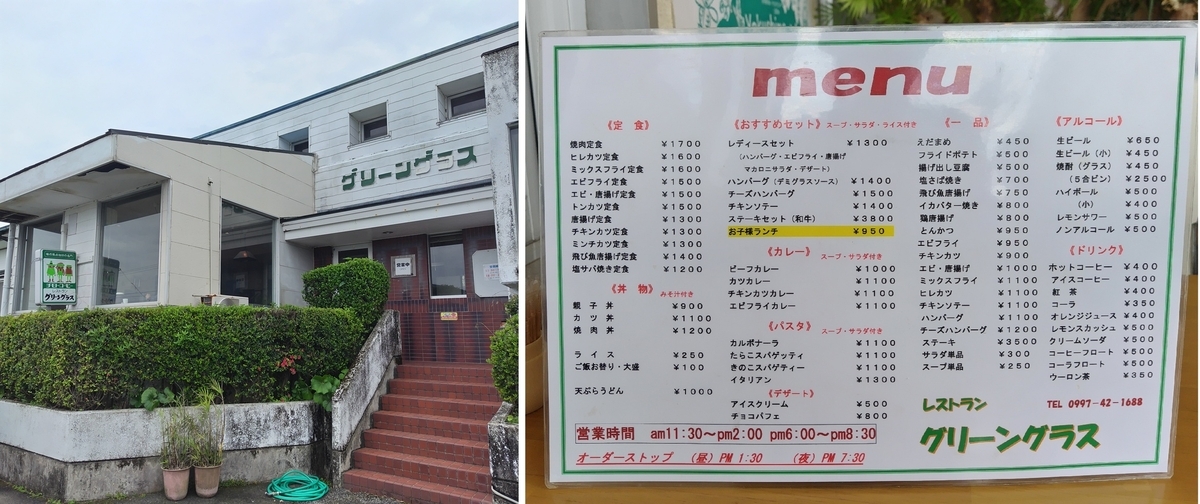 グリーングラス
営業中
レストラン
グリーングラス
menu
《定 食》
焼肉定食 ¥1700
ヒレカツ定食 ¥1600
ミックスフライ定食 ¥1600
エビフライ定食 ¥1500
エビ・唐揚げ定食 ¥1500
トンカツ定食 ¥1500
唐揚げ定食 ¥1300
チキンカツ定食 ¥1300
ミンチカツ定食 ¥1300
飛び魚唐揚げ定食 ¥1400
塩サバ焼き定食 ¥1200
《丼 物》 みそ汁付き
親子丼 ¥900
カツ丼 ¥1100
焼肉丼 ¥1200
ライス ¥250
ご飯お替り・大盛 ¥100
天ぷらうどん ¥1000
《おすすめセット》 スープ・サラダ・ライス付き
レディースセット ¥1300
(ハンバーグ・エビフライ・唐揚げ
マカロニサラダ・デザート)
ハンバーグ(デミグラスソース) ¥1400
チーズハンバーグ ¥1500
チキンソテー ¥1400
ステーキセット(和牛) ¥3800
お子様ランチ ¥950
《カレー》 スープ・サラダ付き
ビーフカレー ¥1000
カツカレー ¥1100
チキンカツカレー ¥1100
エビフライカレー ¥1100
《パスタ》 スープ・サラダ付き
カルボナーラ ¥1100
たらこスパゲッティ ¥1100
きのこスパゲティー ¥1100
イタリアン ¥1300
《デザート》
アイスクリーム ¥500
チョコパフェ ¥800
《一 品》
えだまめ ¥450
フライドポテト ¥500
揚げ出し豆腐 ¥500
塩さば焼き ¥700
飛び魚唐揚げ ¥750
イカバター焼き ¥800
鶏唐揚げ ¥800
とんかつ ¥950
エビフライ ¥950
チキンカツ ¥900
エビ・唐揚げ ¥1000
ミックスフライ ¥1100
ヒレカツ ¥1100
チキンソテー ¥1100
ハンバーグ ¥1100
チーズハンバーグ ¥1200
ステーキ ¥3500
サラダ単品 ¥300
スープ単品 ¥250
《アルコール》
生ビール ¥650
生ビール(小) ¥450
焼酎(グラス) ¥450
(5合ビン) ¥2500
ハイボール ¥500
(小) ¥400
レモンサワー ¥500
ノンアルコール ¥500
《ドリンク》
ホットコーヒー ¥400
アイスコーヒー ¥400
紅 茶 ¥400
コーラ ¥350
オレンジジュース ¥400
レモンスカッシュ ¥500
クリームソーダ ¥500
コーヒーフロート ¥500
コーラフロート ¥500
ウーロン茶 ¥350
営業時間 am11:30～pm2:00 pm6:00～pm8:30
オーダーストップ (昼)PM 1:30 (夜)PM 7:30
レストラン
グリーングラス
TEL 0997-42-1688